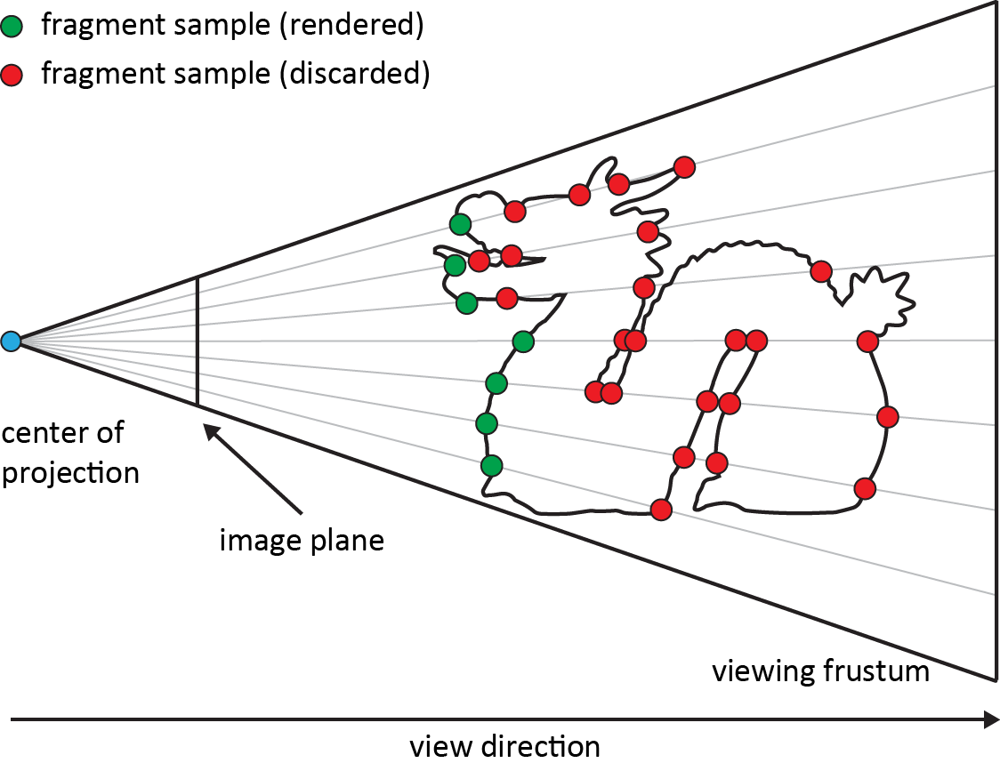 fragment sample (rendered)
fragment sample (discarded)
center of
projection
image plane
viewing frustum
view direction